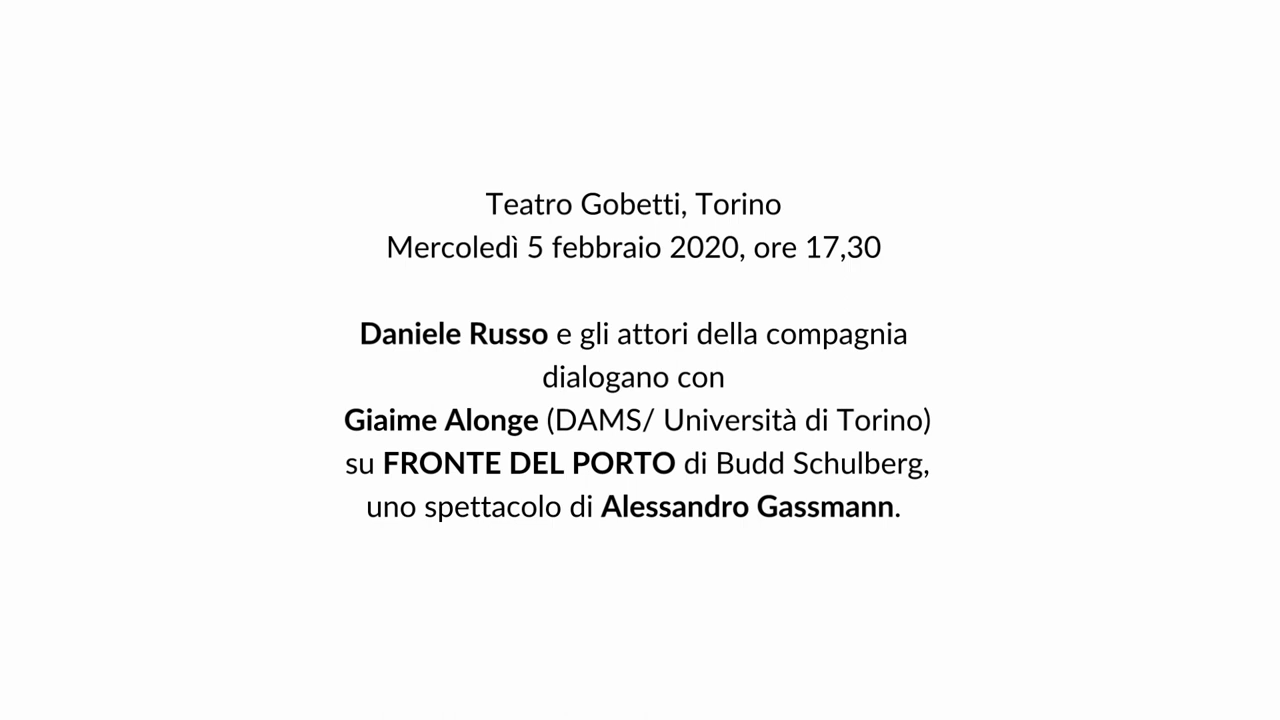 Teatro Gobetti, Torino
Mercoledì 5 febbraio 2020, ore 17,30
Daniele Russo e gli attori della compagnia
dialogano con
Giaime Alonge (DAMS/ Università di Torino)
su FRONTE DEL PORTO di Budd Schulberg,
uno spettacolo di Alessandro Gassmann.